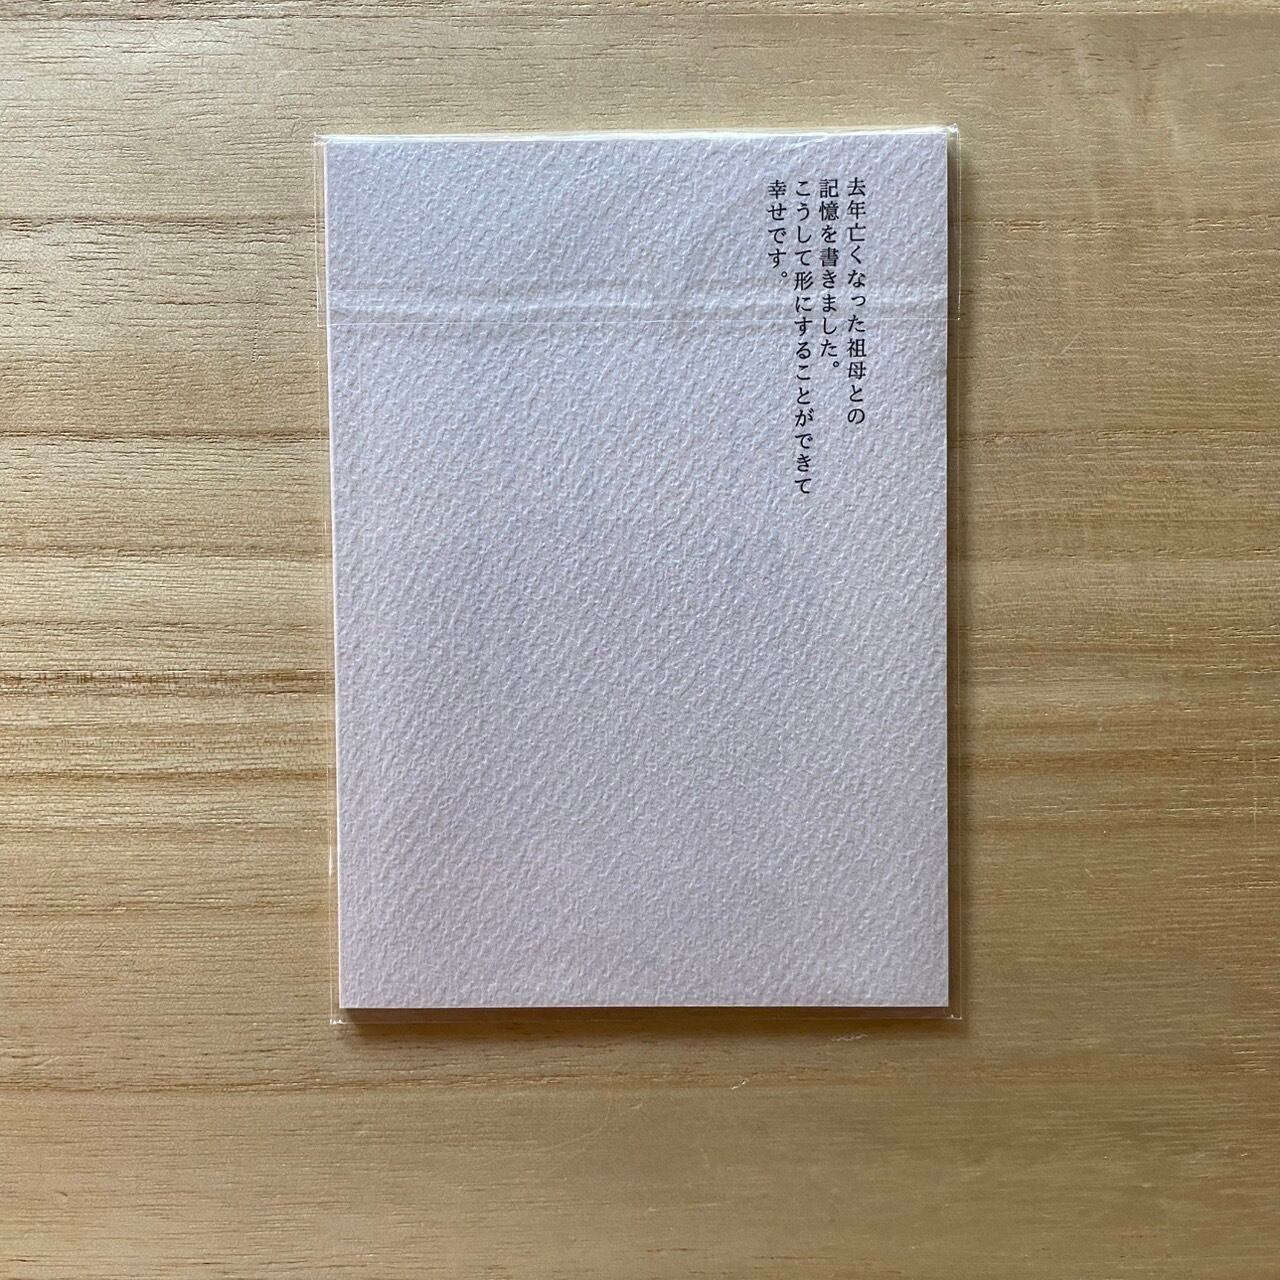 去年亡くなった祖母との
記憶を書きました。
こうして形にすることができて
幸せです。